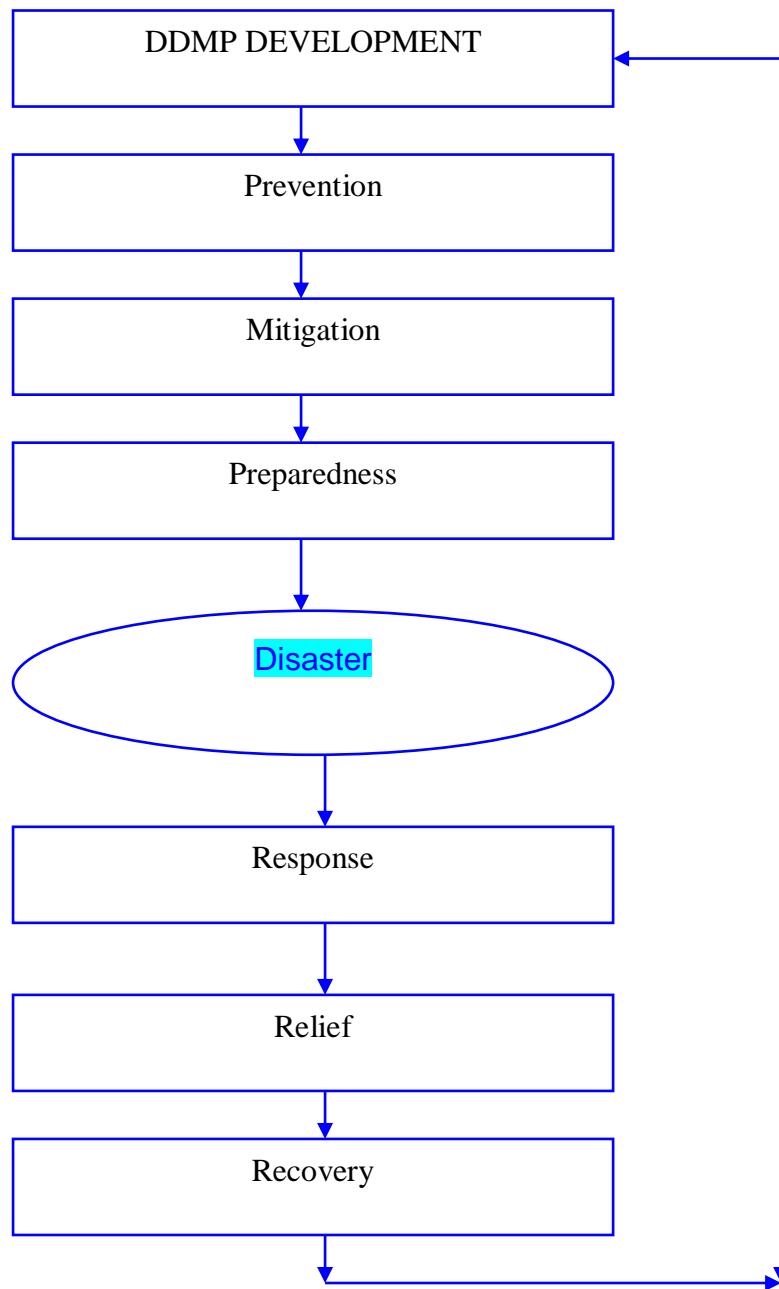 DDMP DEVELOPMENT
Prevention
Mitigation
Preparedness
Disaster
Response
Relief
Recovery